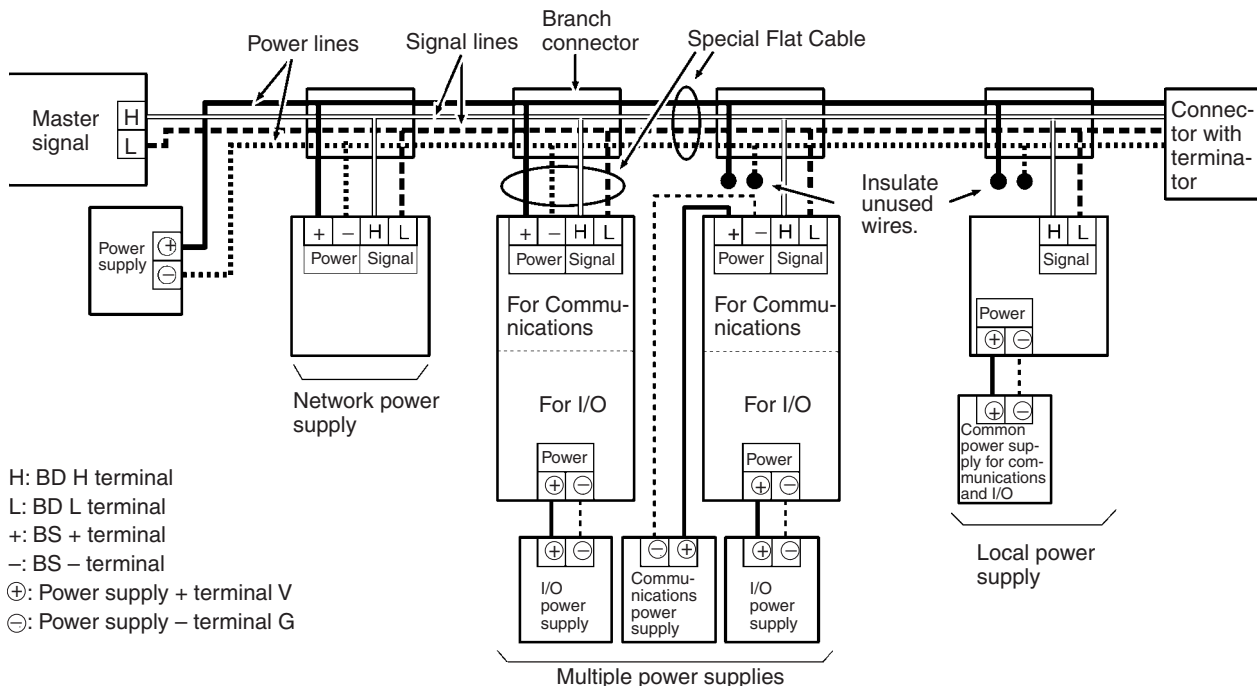 Branch
connector
Power lines
Signal lines
Special Flat Cable
Master
signal
H
L
Connec-
tor with
termina-
tor
Insulate
unused
wires.
Power
supply
+
−
+ − H L
Power Signal
+ − H L
Power Signal
+ − H L
Power Signal
H L
Signal
For Commu-
nications
For Commu-
nications
Power
+ −
Network power
supply
For I/O
For I/O
+ −
Common
power sup-
ply for com-
munications
and I/O
Power
+ −
Power
+ −
H: BD H terminal
L: BD L terminal
+: BS + terminal
−: BS − terminal
⊕: Power supply + terminal V
⊖: Power supply − terminal G
+ −
I/O
power
supply
− +
Commu-
nications
power
supply
+ −
I/O
power
supply
Local power
supply
Multiple power supplies